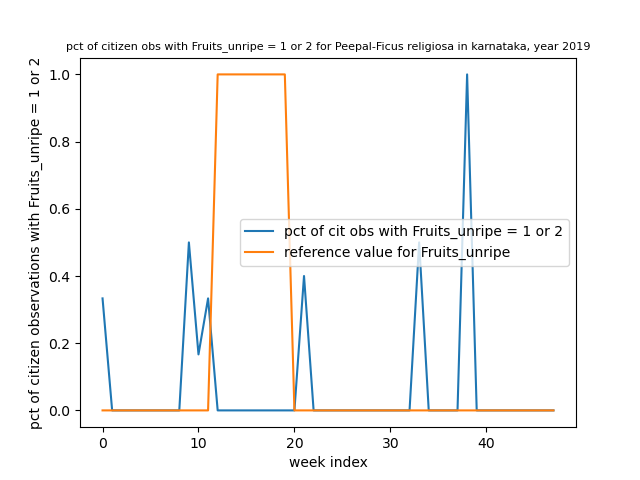 pct of citizen obs with Fruits_unripe = 1 or 2 for Peepal-Ficus religiosa in karnataka, year 2019
pct of citizen observations with Fruits_unripe = 1 or 2
1.0
0.8
0.6
0.4
0.2
0.0
pct of cit obs with Fruits_unripe = 1 or 2
reference value for Fruits_unripe
0 10 20 30 40
week index